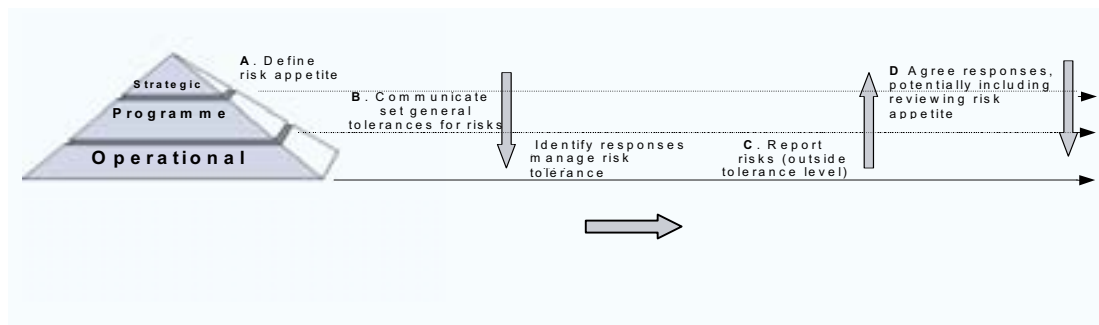 Strategic
Programme
Operational
A. Define
risk appetite
B. Communicate
set general
tolerances for risks
Identify responses
manage risk
tolerance
C. Report
risks (outside
tolerance level)
D Agree responses,
potentially including
reviewing risk
appetite